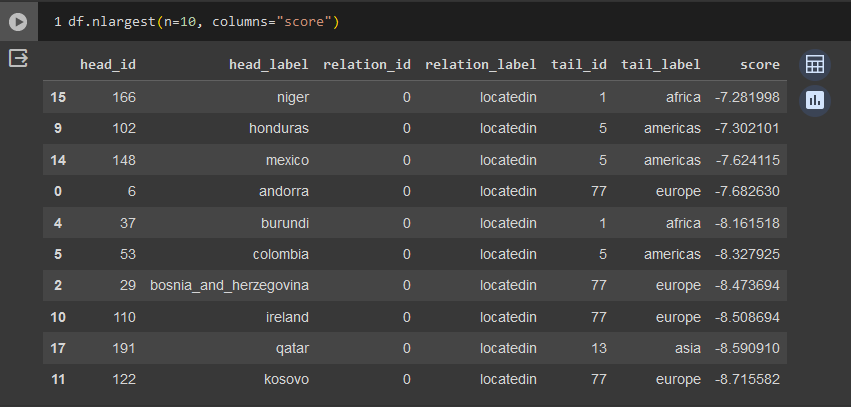 1 df.nlargest(n=10, columns="score")
head_id head_label relation_id relation_label tail_id tail_label score
15 166 niger 0 locatedin 1 africa -7.281998
9 102 honduras 0 locatedin 5 americas -7.302101
14 148 mexico 0 locatedin 5 americas -7.624115
0 6 andorra 0 locatedin 77 europe -7.682630
4 37 burundi 0 locatedin 1 africa -8.161518
5 53 colombia 0 locatedin 5 americas -8.327925
2 29 bosnia_and_herzegovina 0 locatedin 77 europe -8.473694
10 110 ireland 0 locatedin 77 europe -8.508694
17 191 qatar 0 locatedin 13 asia -8.590910
11 122 kosovo 0 locatedin 77 europe -8.715582